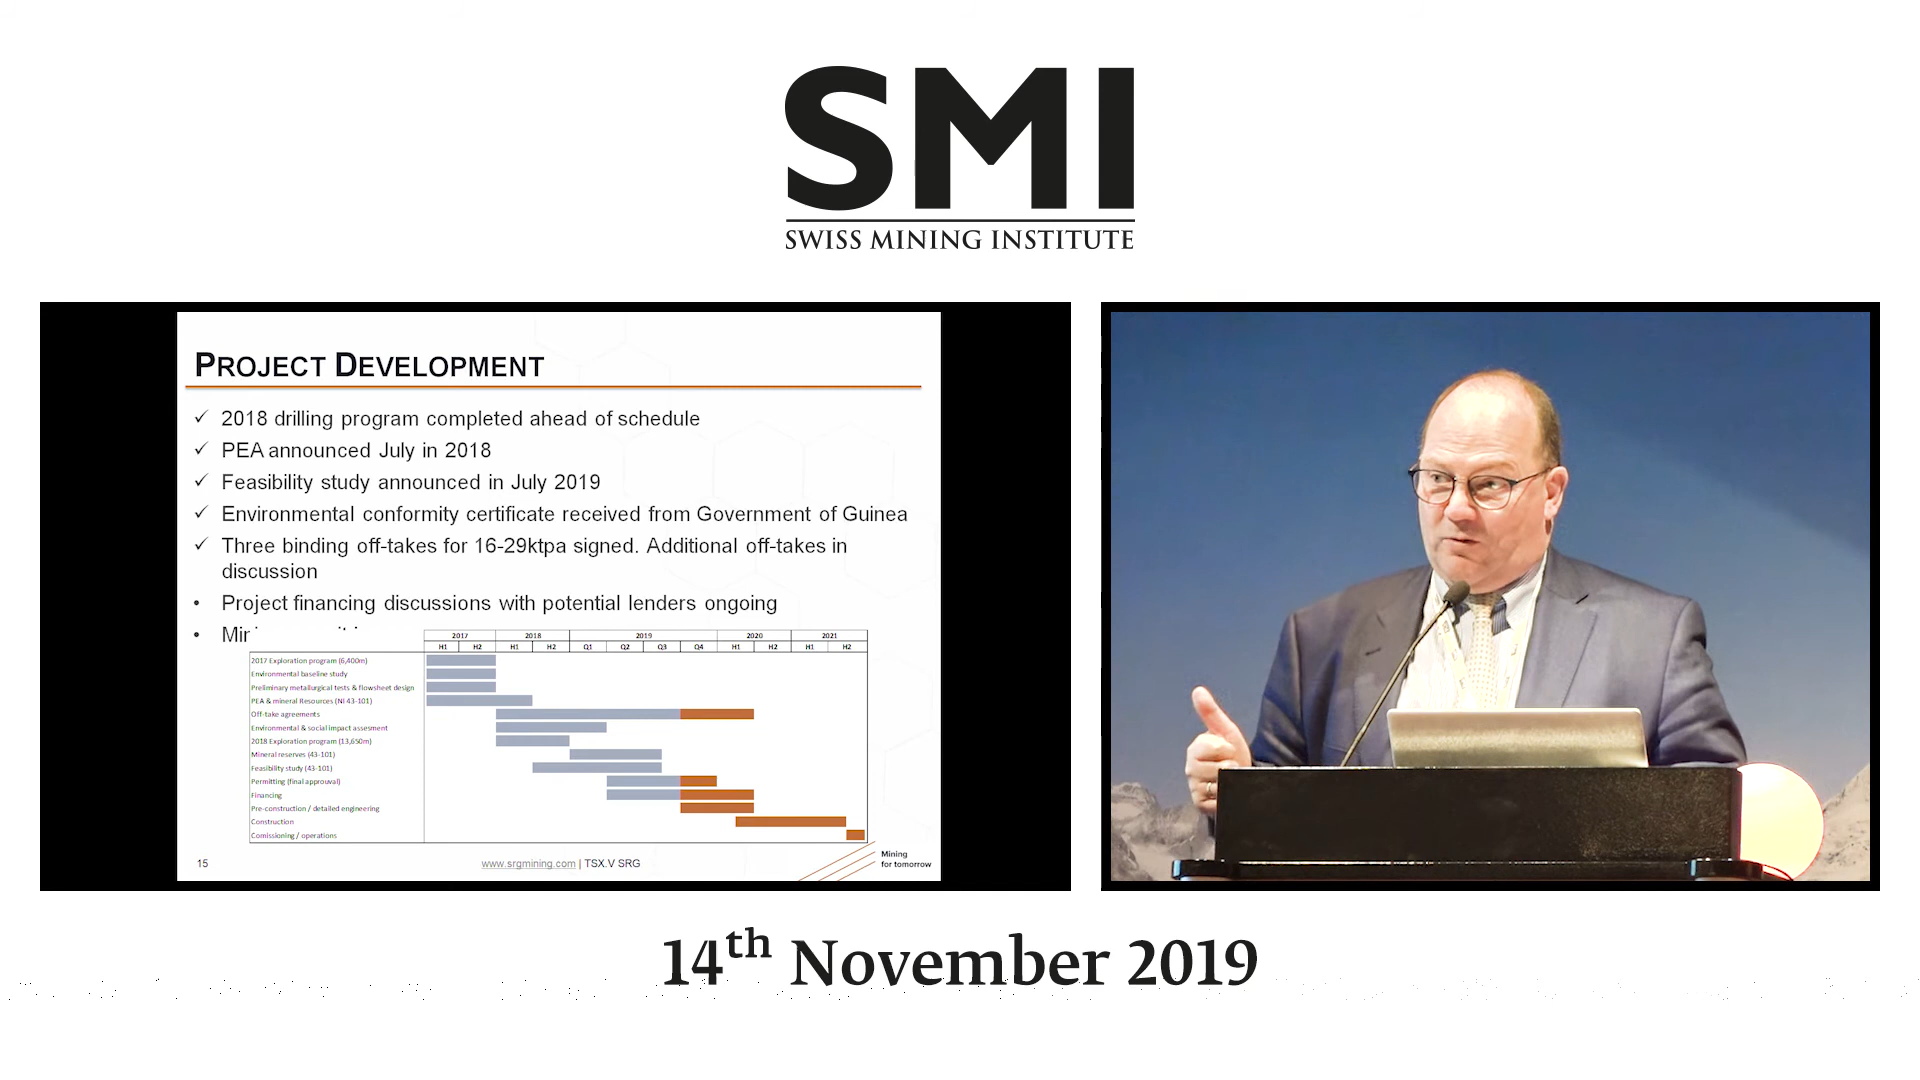 SMI
SWISS MINING INSTITUTE
PROJECT DEVELOPMENT
✓ 2018 drilling program completed ahead of schedule
✓ PEA announced July in 2018
✓ Feasibility study announced in July 2019
✓ Environmental conformity certificate received from Government of Guinea
✓ Three binding off-takes for 16-29ktpa signed. Additional off-takes in
discussion
• Project financing discussions with potential lenders ongoing
2017 2018 2019 2020 2021
H1 H2 H1 H2 Q1 Q2 Q3 Q4 H1 H2 H1 H2
2017 Exploration program (6,400m)
Environmental baseline study
Preliminary metallurgical tests & flowsheet design
PEA & mineral Resources (NI 43-101)
Off-take agreements
Environmental & social impact assesment
2018 Exploration program (13,650m)
Mineral reserves (43-101)
Feasibility study (43-101)
Permitting (final approuval)
Financing
Pre-construction / detailed engineering
Construction
Comissioning / operations
15
www.srgmining.com | TSX.V SRG
Mining
for tomorrow
14th November 2019